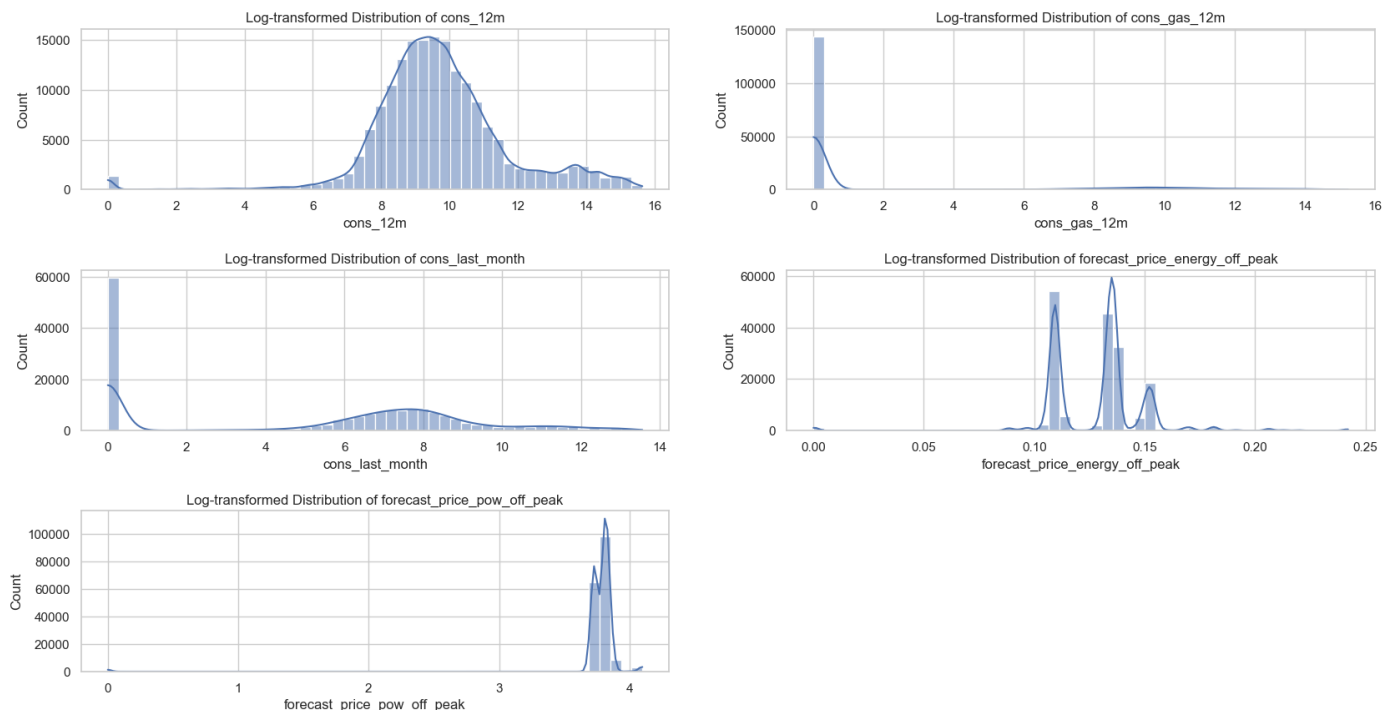 Log-transformed Distribution of cons_12m
15000
10000
5000
0
Count
0 2 4 6 8 10 12 14 16
cons_12m
Log-transformed Distribution of cons_gas_12m
150000
100000
50000
0
Count
0 2 4 6 8 10 12 14 16
cons_gas_12m
Log-transformed Distribution of cons_last_month
60000
40000
20000
0
Count
0 2 4 6 8 10 12 14
cons_last_month
Log-transformed Distribution of forecast_price_energy_off_peak
60000
40000
20000
0
Count
0.00 0.05 0.10 0.15 0.20 0.25
forecast_price_energy_off_peak
Log-transformed Distribution of forecast_price_pow_off_peak
100000
80000
60000
40000
20000
0
Count
0 1 2 3 4
forecast_price_pow_off_peak